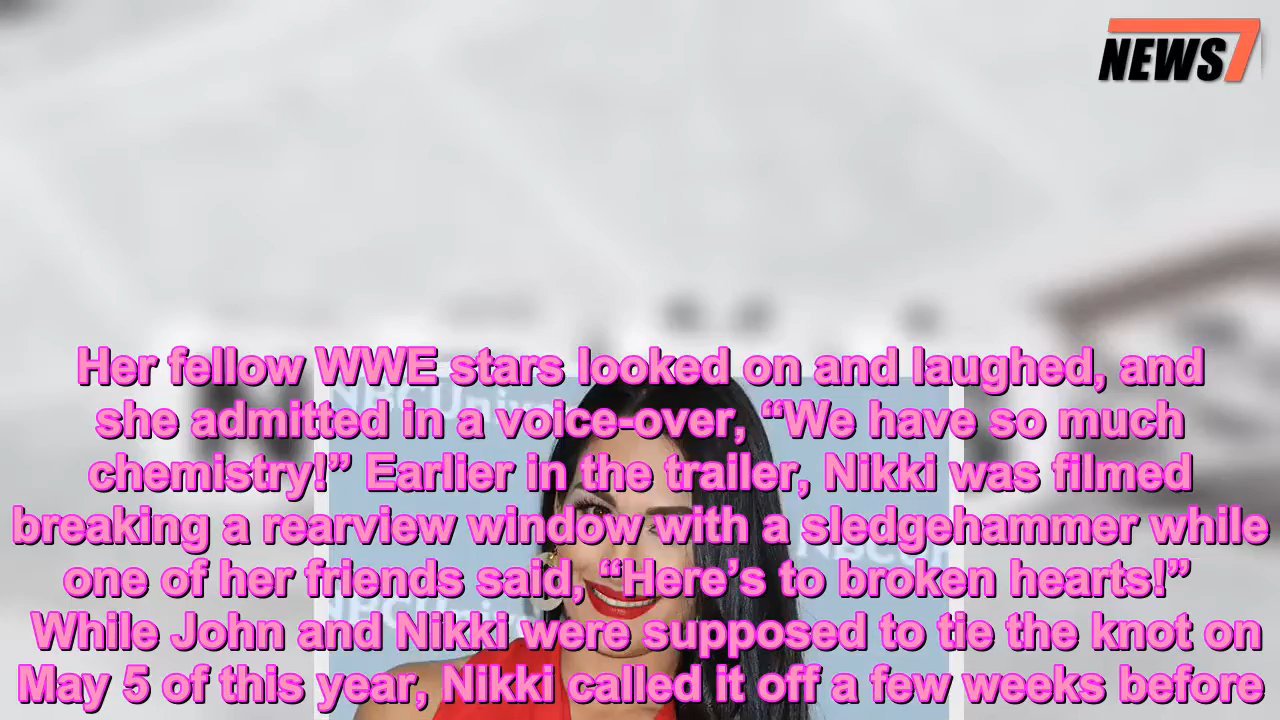 NEWS7
NBCUniv
Her fellow WWE stars looked on and laughed, and
she admitted in a voice-over, “We have so much
chemistry!” Earlier in the trailer, Nikki was filmed
breaking a rearview window with a sledgehammer while
one of her friends said, “Here’s to broken hearts!”
While John and Nikki were supposed to tie the knot on
May 5 of this year, Nikki called it off a few weeks before